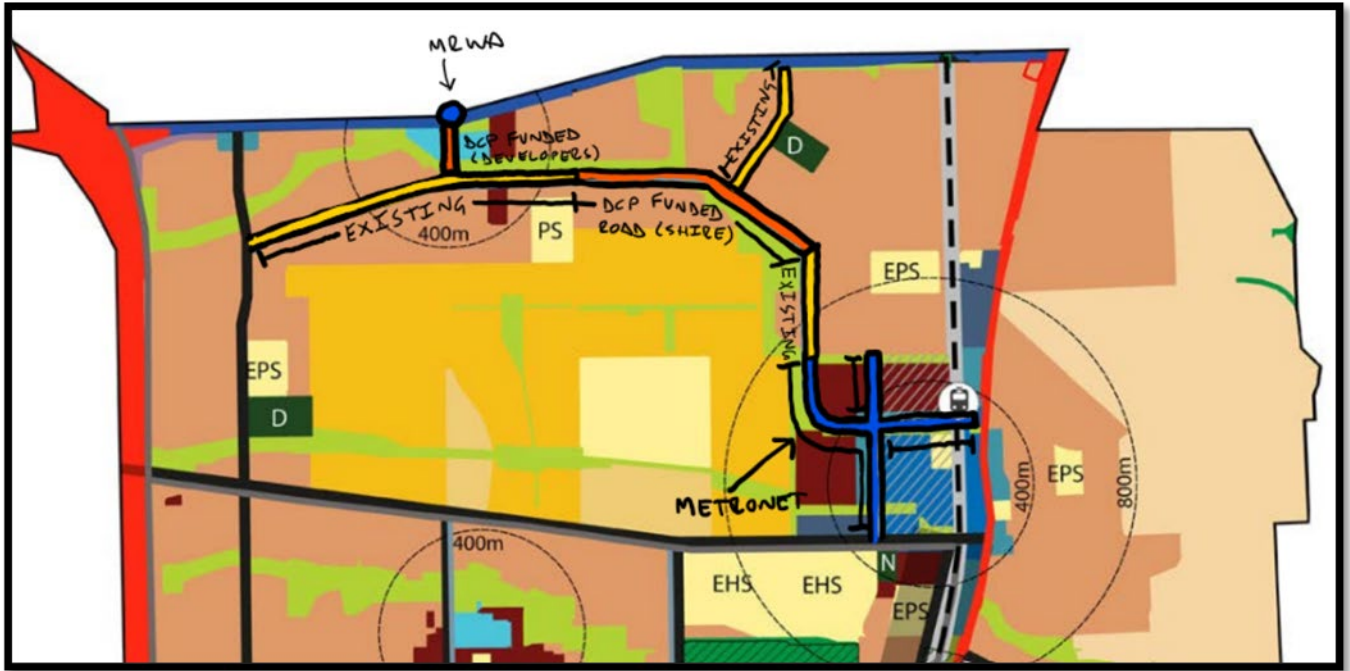 MRWA
DCP FUNDED
(DEVELOPERS)
EXISTING
D
EXISTING
400m
PS
DCP FUNDED
ROAD (SHIRE)
EPS
EXISTING
EPS
D
METRONET
400m
EPS
800m
400m
EHS
EHS
N
EPS